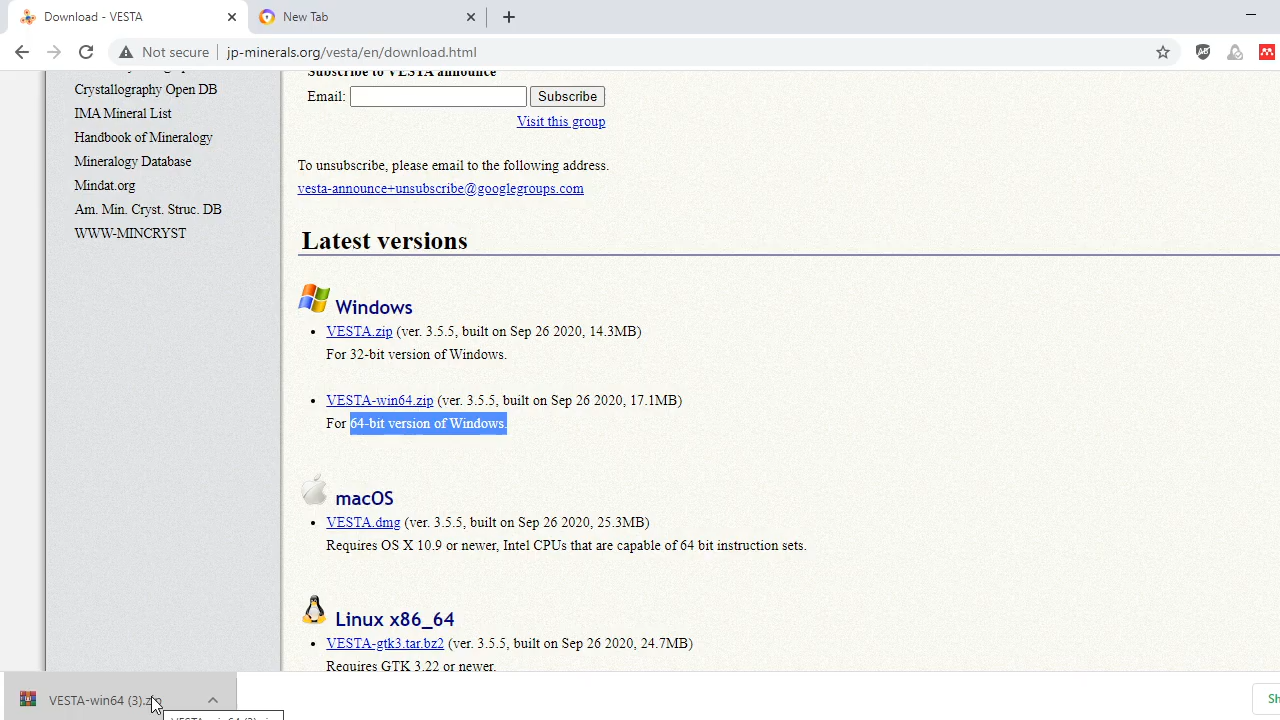 Download - VESTA
New Tab
Not secure
jp-minerals.org/vesta/en/download.html
Crystallography Open DB
IMA Mineral List
Handbook of Mineralogy
Mineralogy Database
Mindat.org
Am. Min. Cryst. Struc. DB
WWW-MINCRYST
Subscribe to VESTA announce
Email:
Subscribe
Visit this group
To unsubscribe, please email to the following address.
vesta-announce+unsubscribe@googlegroups.com
Latest versions
Windows
VESTA.zip (ver. 3.5.5, built on Sep 26 2020, 14.3MB)
For 32-bit version of Windows.
VESTA-win64.zip (ver. 3.5.5, built on Sep 26 2020, 17.1MB)
For 64-bit version of Windows.
macOS
VESTA.dmg (ver. 3.5.5, built on Sep 26 2020, 25.3MB)
Requires OS X 10.9 or newer, Intel CPUs that are capable of 64 bit instruction sets.
Linux x86_64
VESTA-gtk3.tar.bz2 (ver. 3.5.5, built on Sep 26 2020, 24.7MB)
Requires GTK 3.22 or newer.
VESTA-win64 (3).zip
Sh